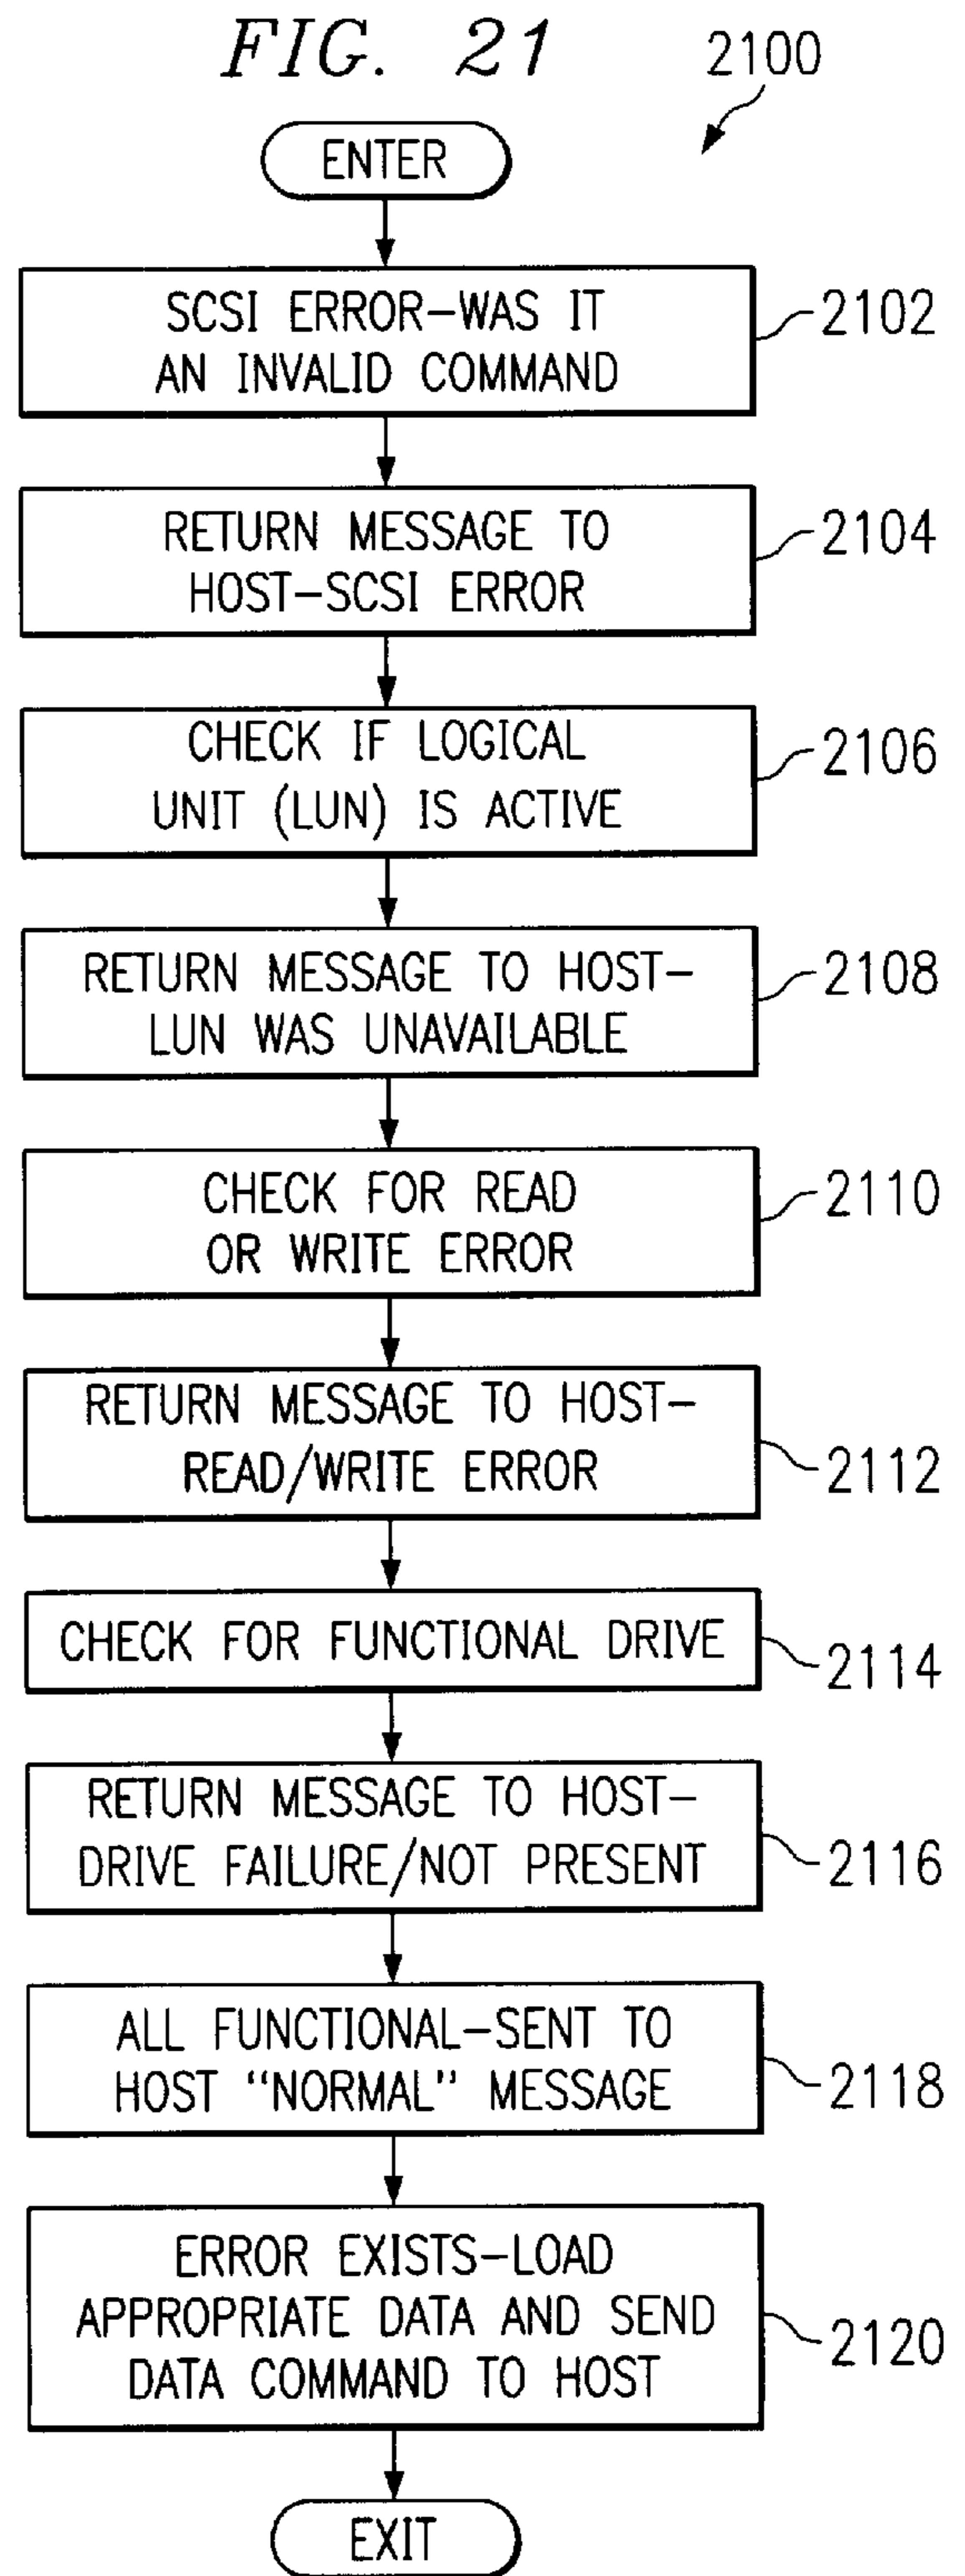 FIG. 21
2100
ENTER
SCSI ERROR-WAS IT
AN INVALID COMMAND
2102
RETURN MESSAGE TO
HOST-SCSI ERROR
2104
CHECK IF LOGICAL
UNIT (LUN) IS ACTIVE
2106
RETURN MESSAGE TO HOST-
LUN WAS UNAVAILABLE
2108
CHECK FOR READ
OR WRITE ERROR
2110
RETURN MESSAGE TO HOST-
READ/WRITE ERROR
2112
CHECK FOR FUNCTIONAL DRIVE
2114
RETURN MESSAGE TO HOST-
DRIVE FAILURE/NOT PRESENT
2116
ALL FUNCTIONAL-SENT TO
HOST “NORMAL” MESSAGE
2118
ERROR EXISTS-LOAD
APPROPRIATE DATA AND SEND
DATA COMMAND TO HOST
2120
EXIT